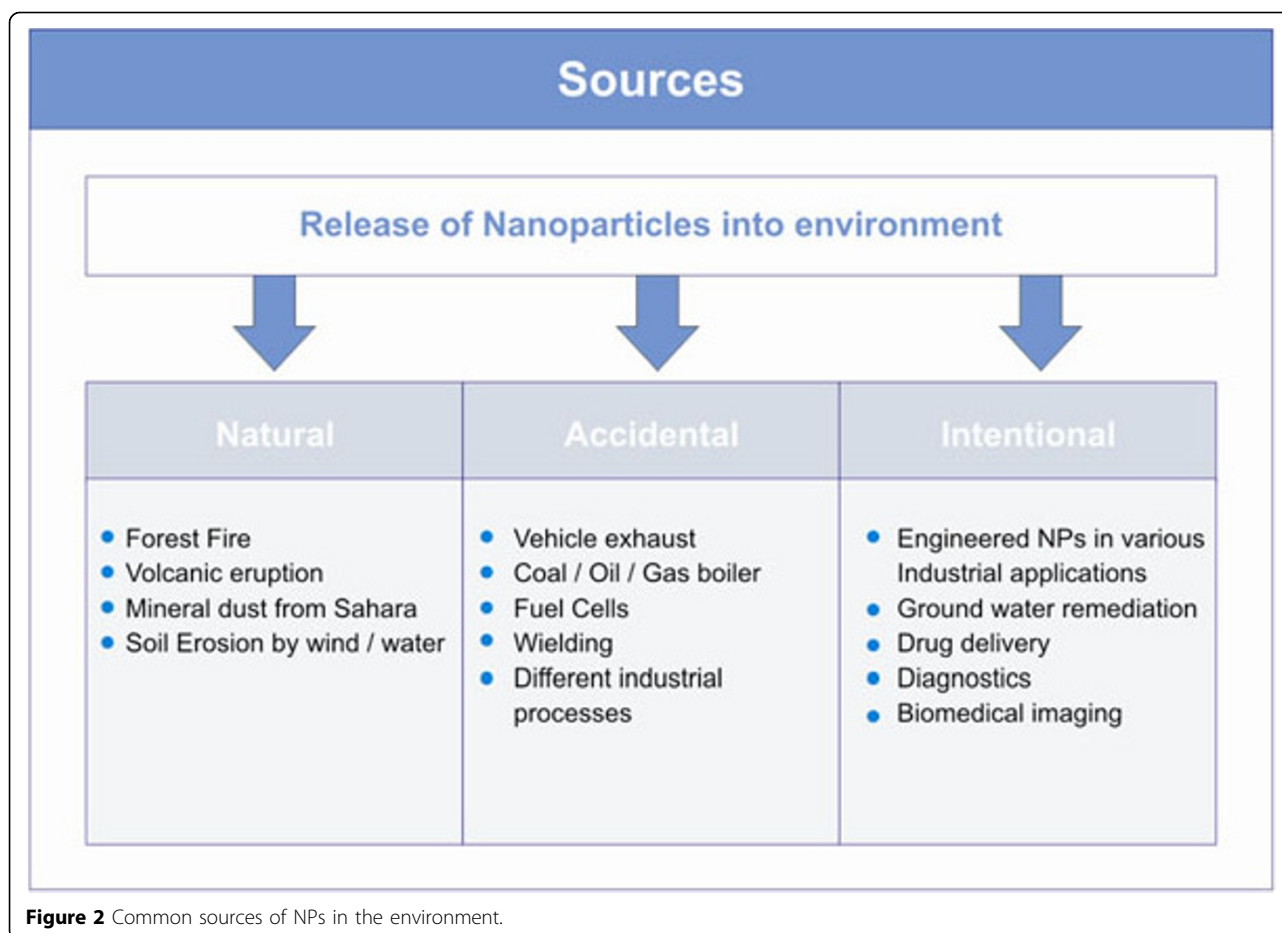 Sources
Release of Nanoparticles into environment
Natural
Forest Fire
Volcanic eruption
Mineral dust from Sahara
Soil Erosion by wind / water
Accidental
Vehicle exhaust
Coal / Oil / Gas boiler
Fuel Cells
Wielding
Different industrial
processes
Intentional
Engineered NPs in various
Industrial applications
Ground water remediation
Drug delivery
Diagnostics
Biomedical imaging
Figure 2 Common sources of NPs in the environment.